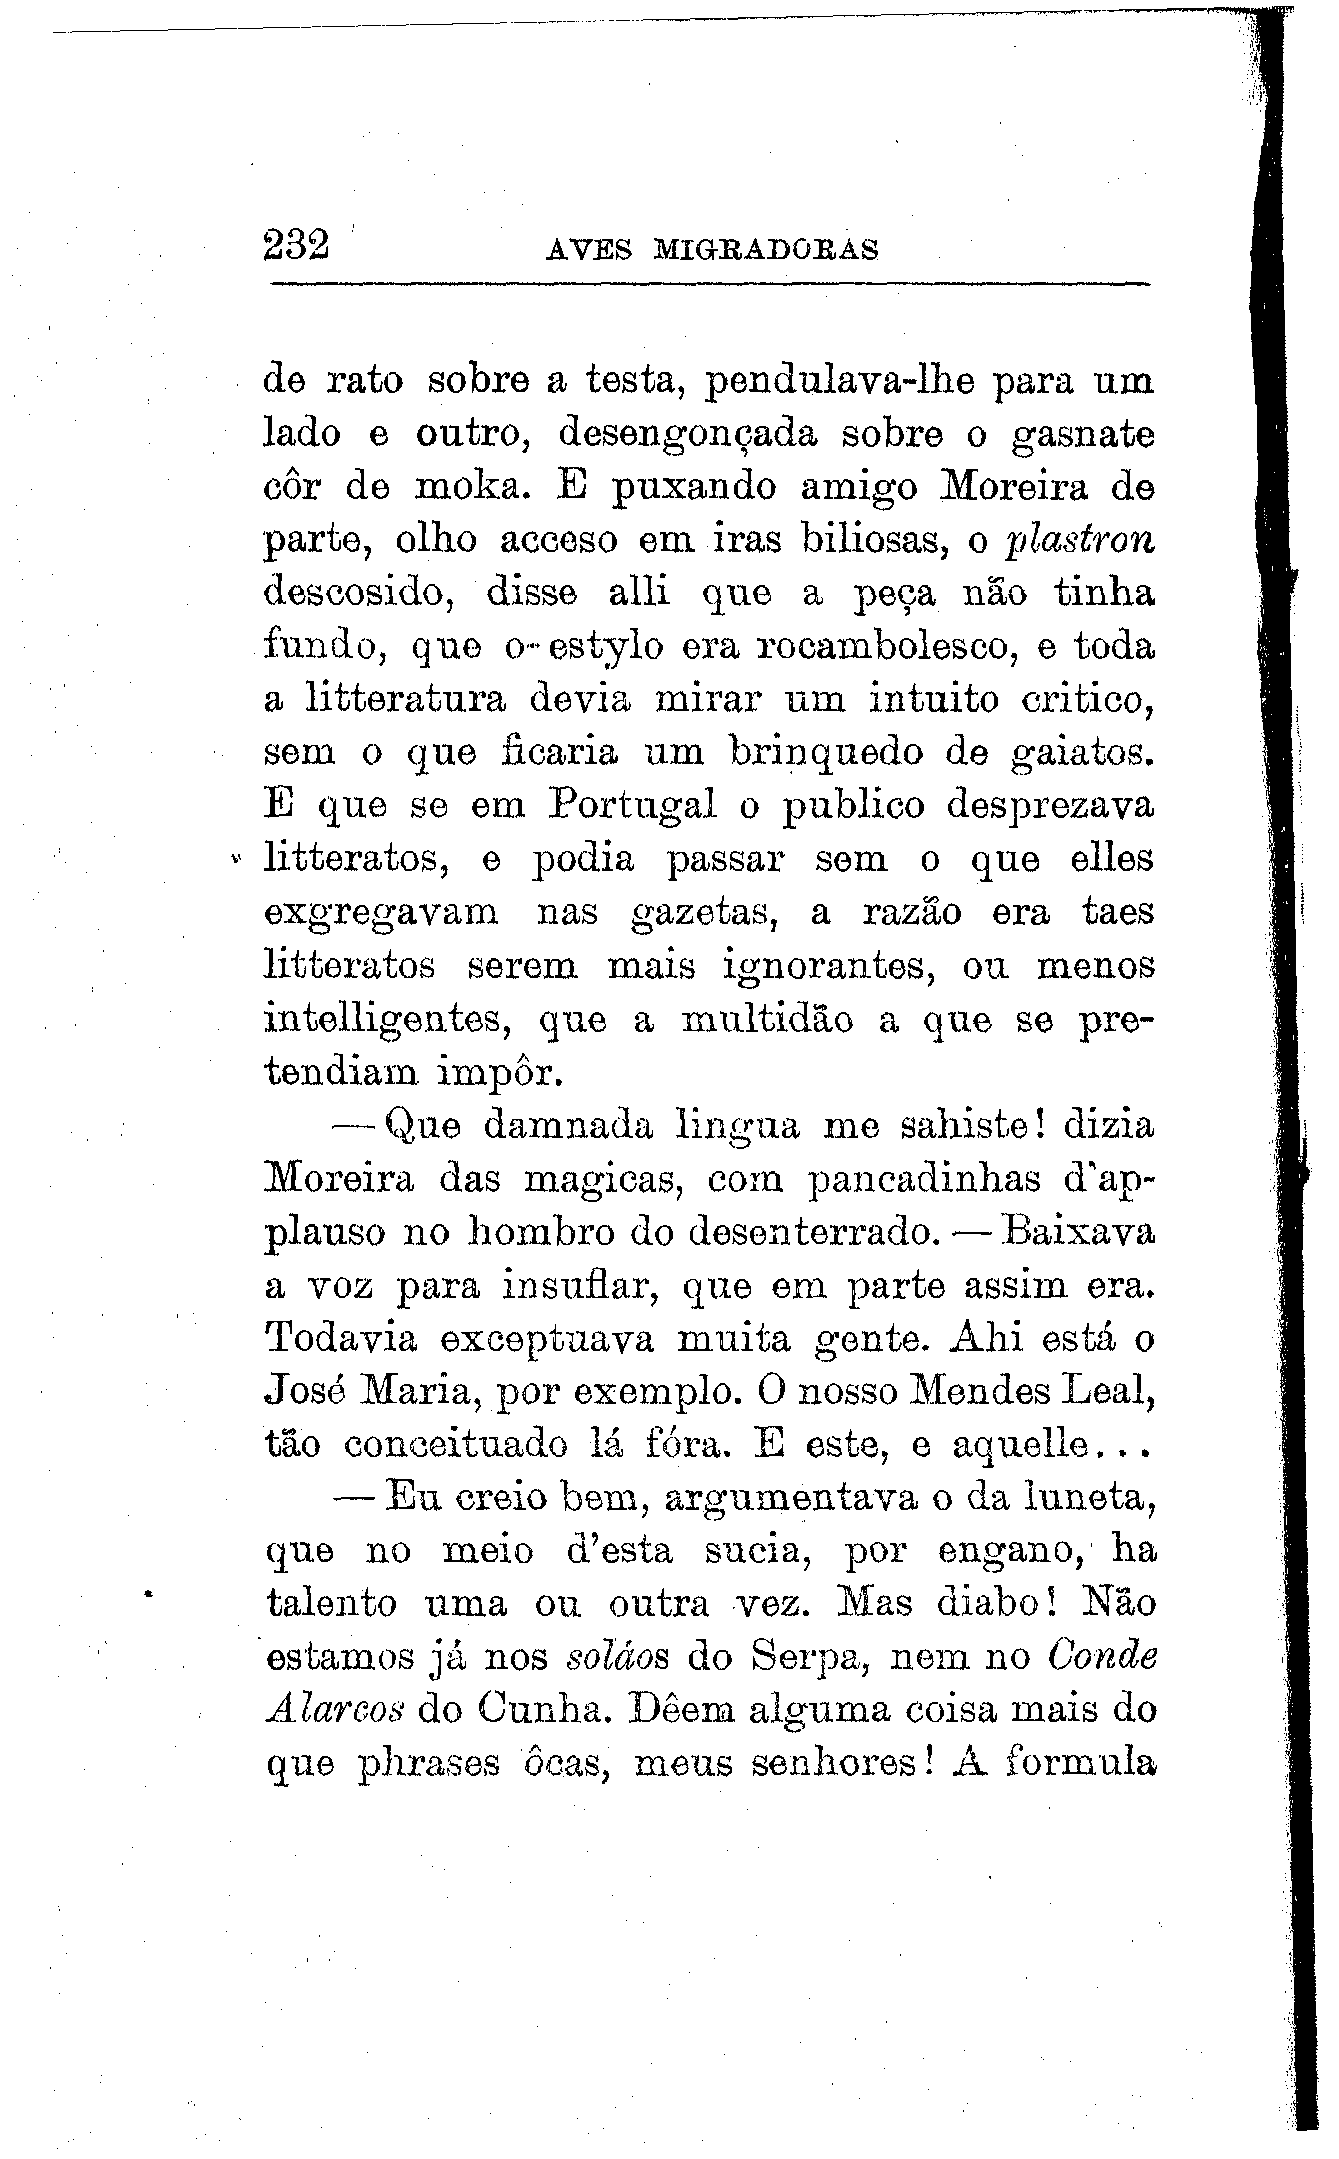 232 AVES MIGRADORAS
de rato sobre a testa, pendulava-lhe para um
lado e outro, desengonçada sobre o gasnate
côr de moka. E puxando amigo Moreira de
parte, olho acceso em iras biliosas, o plastron
descosido, disse alli que a peça não tinha
fundo, que o estylo era rocambolesco, e toda
a litteratura devia mirar um intuito critico,
sem o que ficaria um brinquedo de gaiatos.
E que se em Portugal o publico desprezava
litteratos, e podia passar sem o que elles
exgregavam nas gazetas, a razão era taes
litteratos serem mais ignorantes, ou menos
intelligentes, que a multidão a que se pre-
tendiam impôr.
— Que damnada lingua me sahiste! dizia
Moreira das magicas, com pancadinhas d'ap-
plauso no hombro do desenterrado. — Baixava
a voz para insuflar, que em parte assim era.
Todavia exceptuava muita gente. Ahi está o
José Maria, por exemplo. O nosso Mendes Leal,
tão conceituado lá fóra. E este, e aquelle...
— Eu creio bem, argumentava o da luneta,
que no meio d'esta sucia, por engano, ha
talento uma ou outra vez. Mas diabo! Não
estamos já nos soláos do Serpa, nem no Conde
Alarcos do Cunha. Dêem alguma coisa mais do
que phrases ôcas, meus senhores! A formula